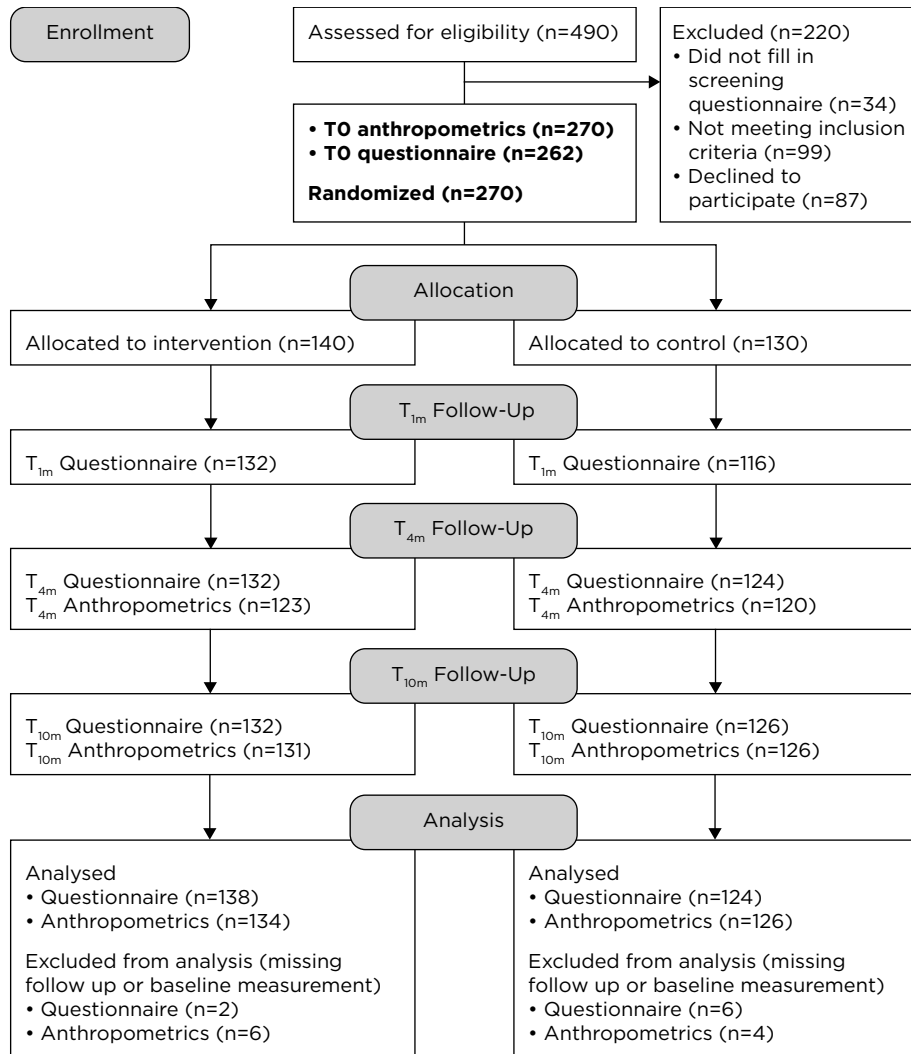 Enrollment
Assessed for eligibility (n=490)
Excluded (n=220)
• Did not fill in
screening
questionnaire (n=34)
• Not meeting inclusion
criteria (n=99)
• Declined to
participate (n=87)
• T0 anthropometrics (n=270)
• T0 questionnaire (n=262)
Randomized (n=270)
Allocation
Allocated to intervention (n=140)
Allocated to control (n=130)
T1m Follow-Up
T1m Questionnaire (n=132)
T1m Questionnaire (n=116)
T4m Follow-Up
T4m Questionnaire (n=132)
T4m Anthropometrics (n=123)
T4m Questionnaire (n=124)
T4m Anthropometrics (n=120)
T10m Follow-Up
T10m Questionnaire (n=132)
T10m Anthropometrics (n=131)
T10m Questionnaire (n=126)
T10m Anthropometrics (n=126)
Analysis
Analysed
• Questionnaire (n=138)
• Anthropometrics (n=134)
Excluded from analysis (missing
follow up or baseline measurement)
• Questionnaire (n=2)
• Anthropometrics (n=6)
Analysed
• Questionnaire (n=124)
• Anthropometrics (n=126)
Excluded from analysis (missing
follow up or baseline measurement)
• Questionnaire (n=6)
• Anthropometrics (n=4)